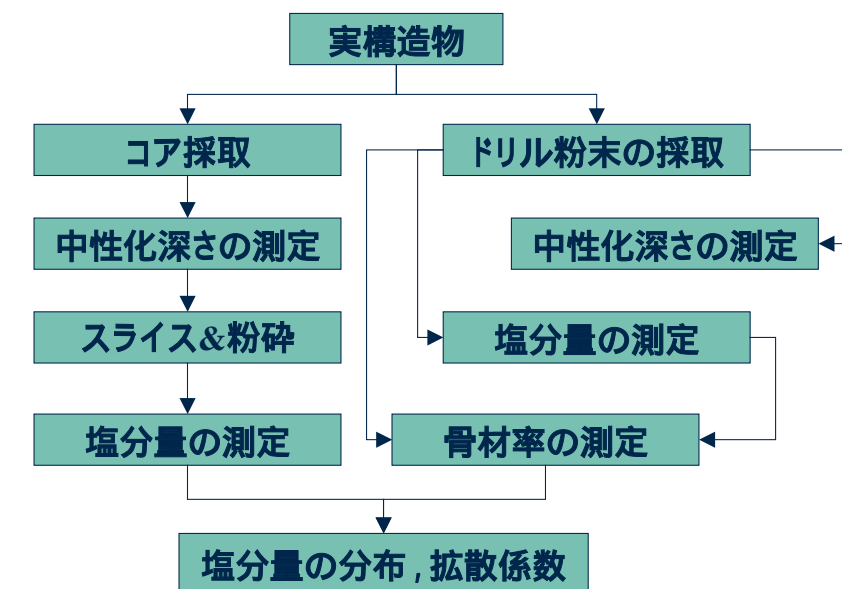 実構造物
コア採取
ドリル粉末の採取
中性化深さの測定
中性化深さの測定
スライス&粉砕
塩分量の測定
塩分量の測定
骨材率の測定
塩分量の分布 , 拡散係数